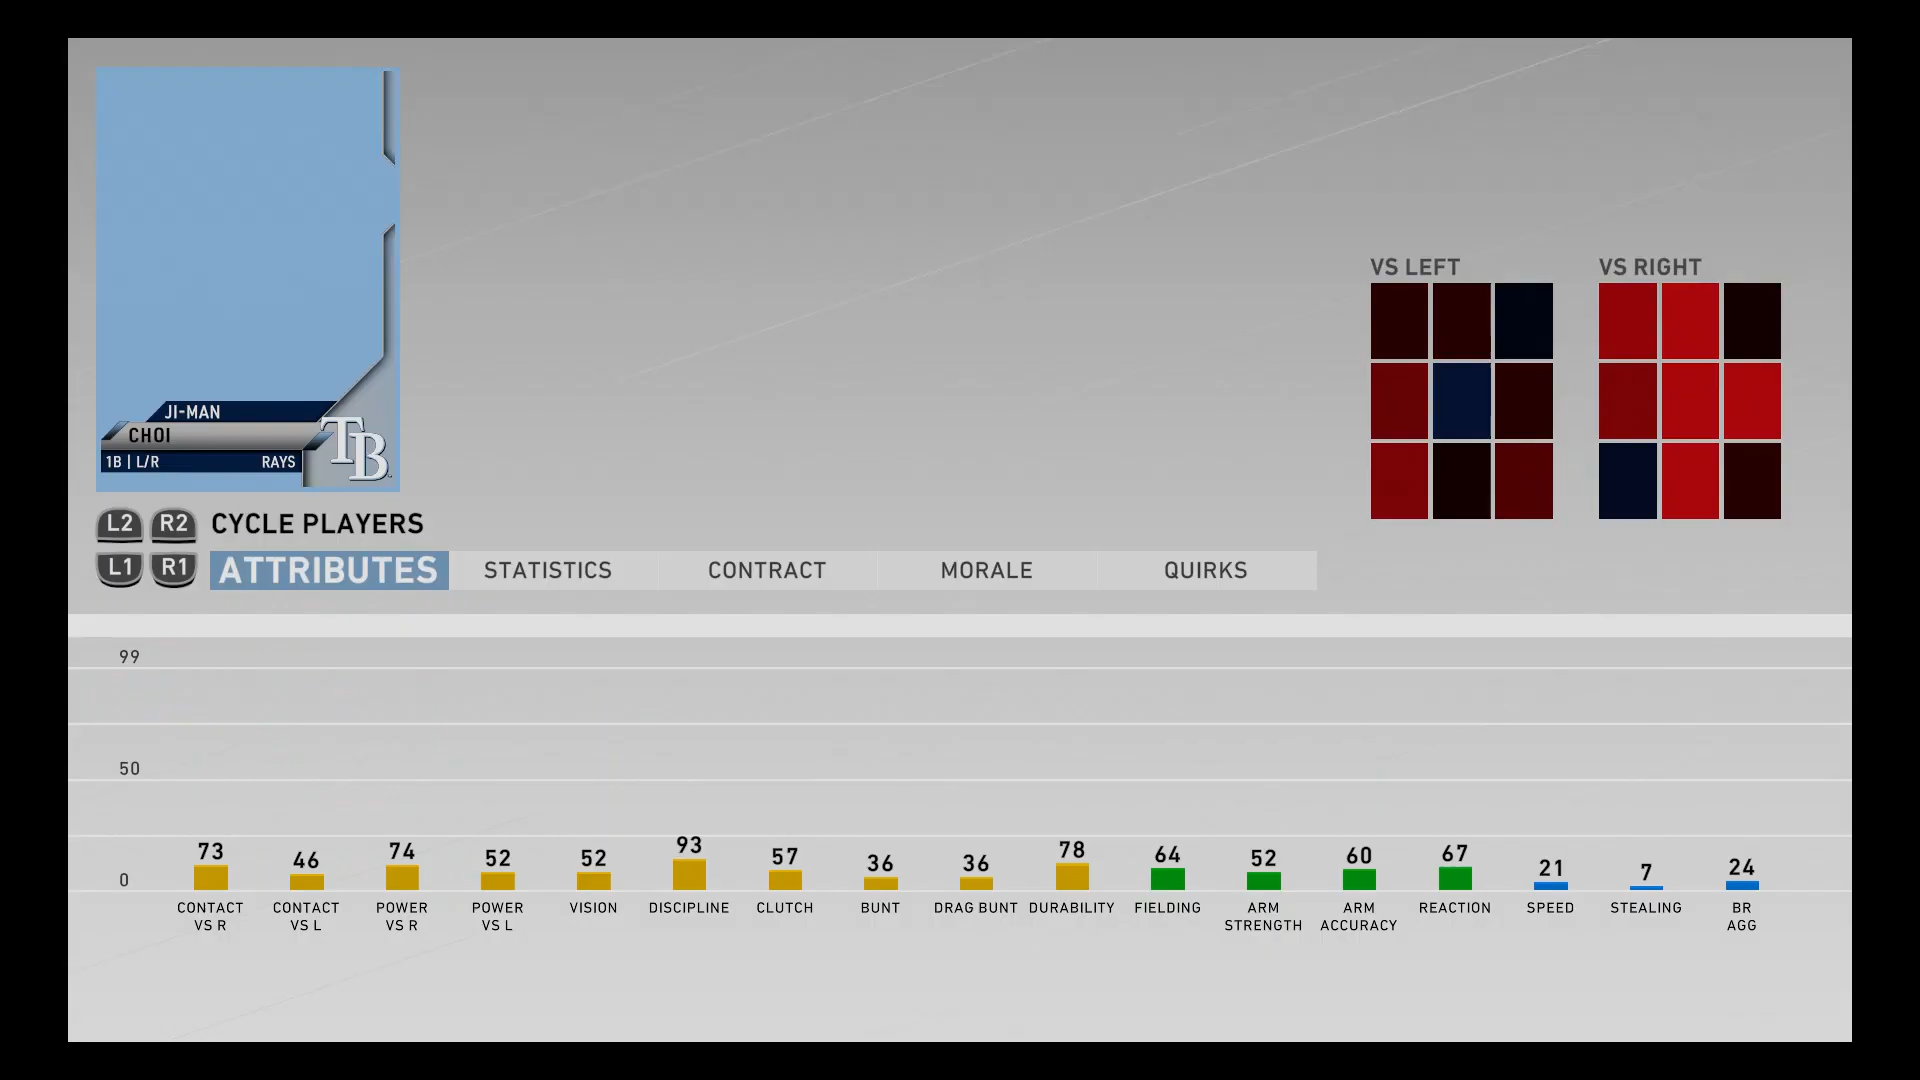 JI-MAN
CHOI
1B | L/R RAYS
TB
VS LEFT VS RIGHT
L2 R2 CYCLE PLAYERS
L1 R1 ATTRIBUTES STATISTICS CONTRACT MORALE QUIRKS
99
50
0
73 46 74 52 52 93 57 36 36 78 64 52 60 67 21 7 24
CONTACT VS R
CONTACT VS L
POWER VS R
POWER VS L
VISION
DISCIPLINE
CLUTCH
BUNT
DRAG BUNT
DURABILITY
FIELDING
ARM STRENGTH
ARM ACCURACY
REACTION
SPEED
STEALING
BR AGG